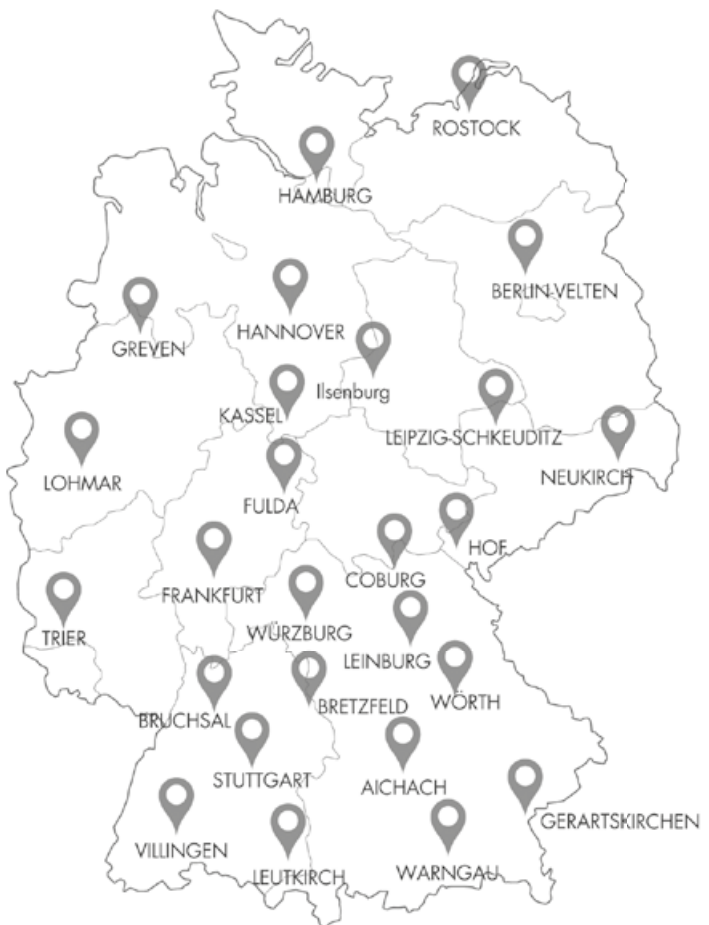 ROSTOCK
HAMBURG
BERLIN-VELTEN
HANNOVER
GREVEN
Ilsenburg
KASSEL
LEIPZIG-SCHKEUDITZ
NEUKIRCH
LOHMAR
FULDA
HOF
COBURG
FRANKFURT
WÜRZBURG
TRIER
LEINBURG
WÖRTH
BRETZFELD
BRUCHSAL
STUTTGART
AICHACH
GERARTSKIRCHEN
VILLINGEN
WARNGAU
LEUTKIRCH